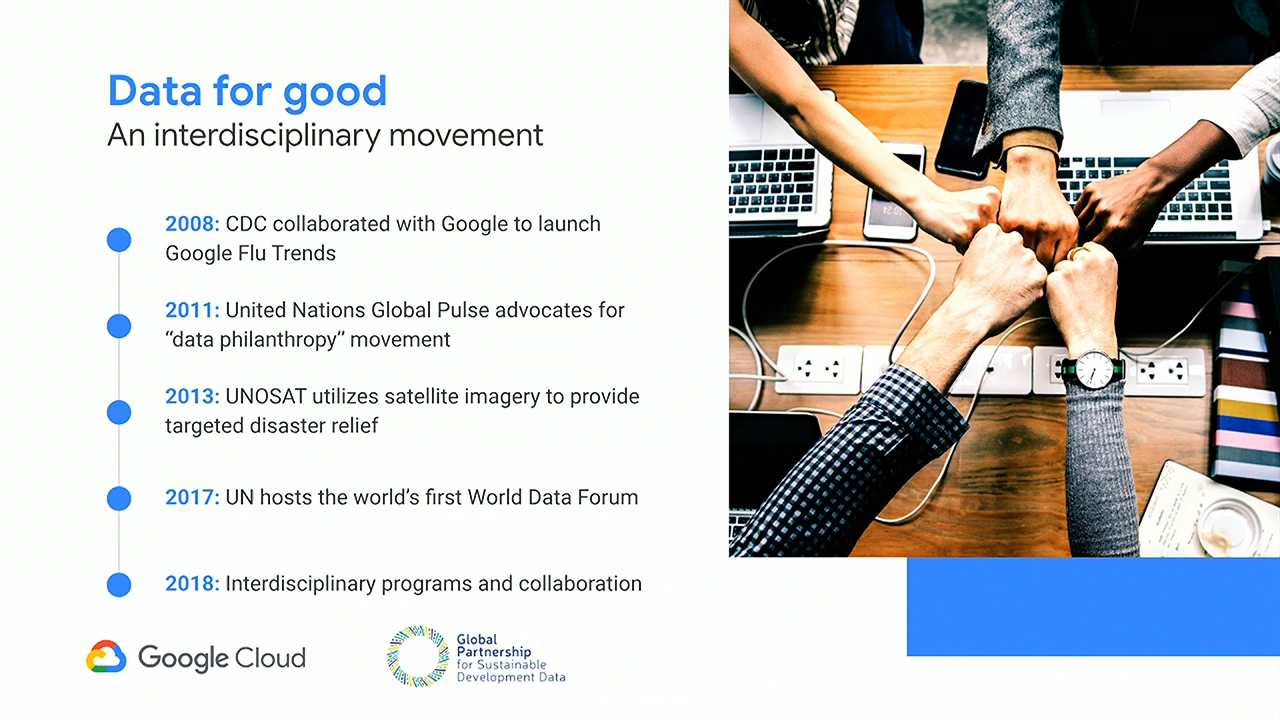 Data for good
An interdisciplinary movement
2008: CDC collaborated with Google to launch
Google Flu Trends
2011: United Nations Global Pulse advocates for
“data philanthropy” movement
2013: UNOSAT utilizes satellite imagery to provide
targeted disaster relief
2017: UN hosts the world’s first World Data Forum
2018: Interdisciplinary programs and collaboration
Google Cloud
Global
Partnership
for Sustainable
Development Data
10:24